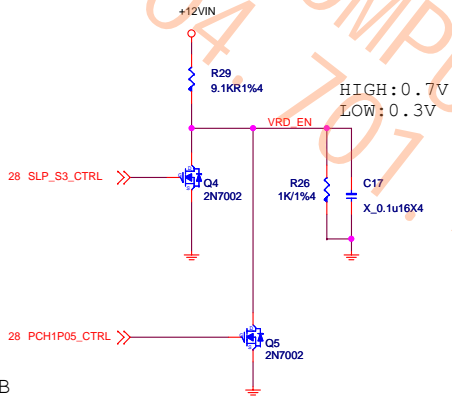 +12VIN
R29
9.1KR1%4
HIGH:0.7V
LOW:0.3V
VRD_EN
28 SLP_S3_CTRL
Q4
2N7002
R26
1K/1%4
C17
X_0.1u16X4
28 PCH1P05_CTRL
Q5
2N7002
B